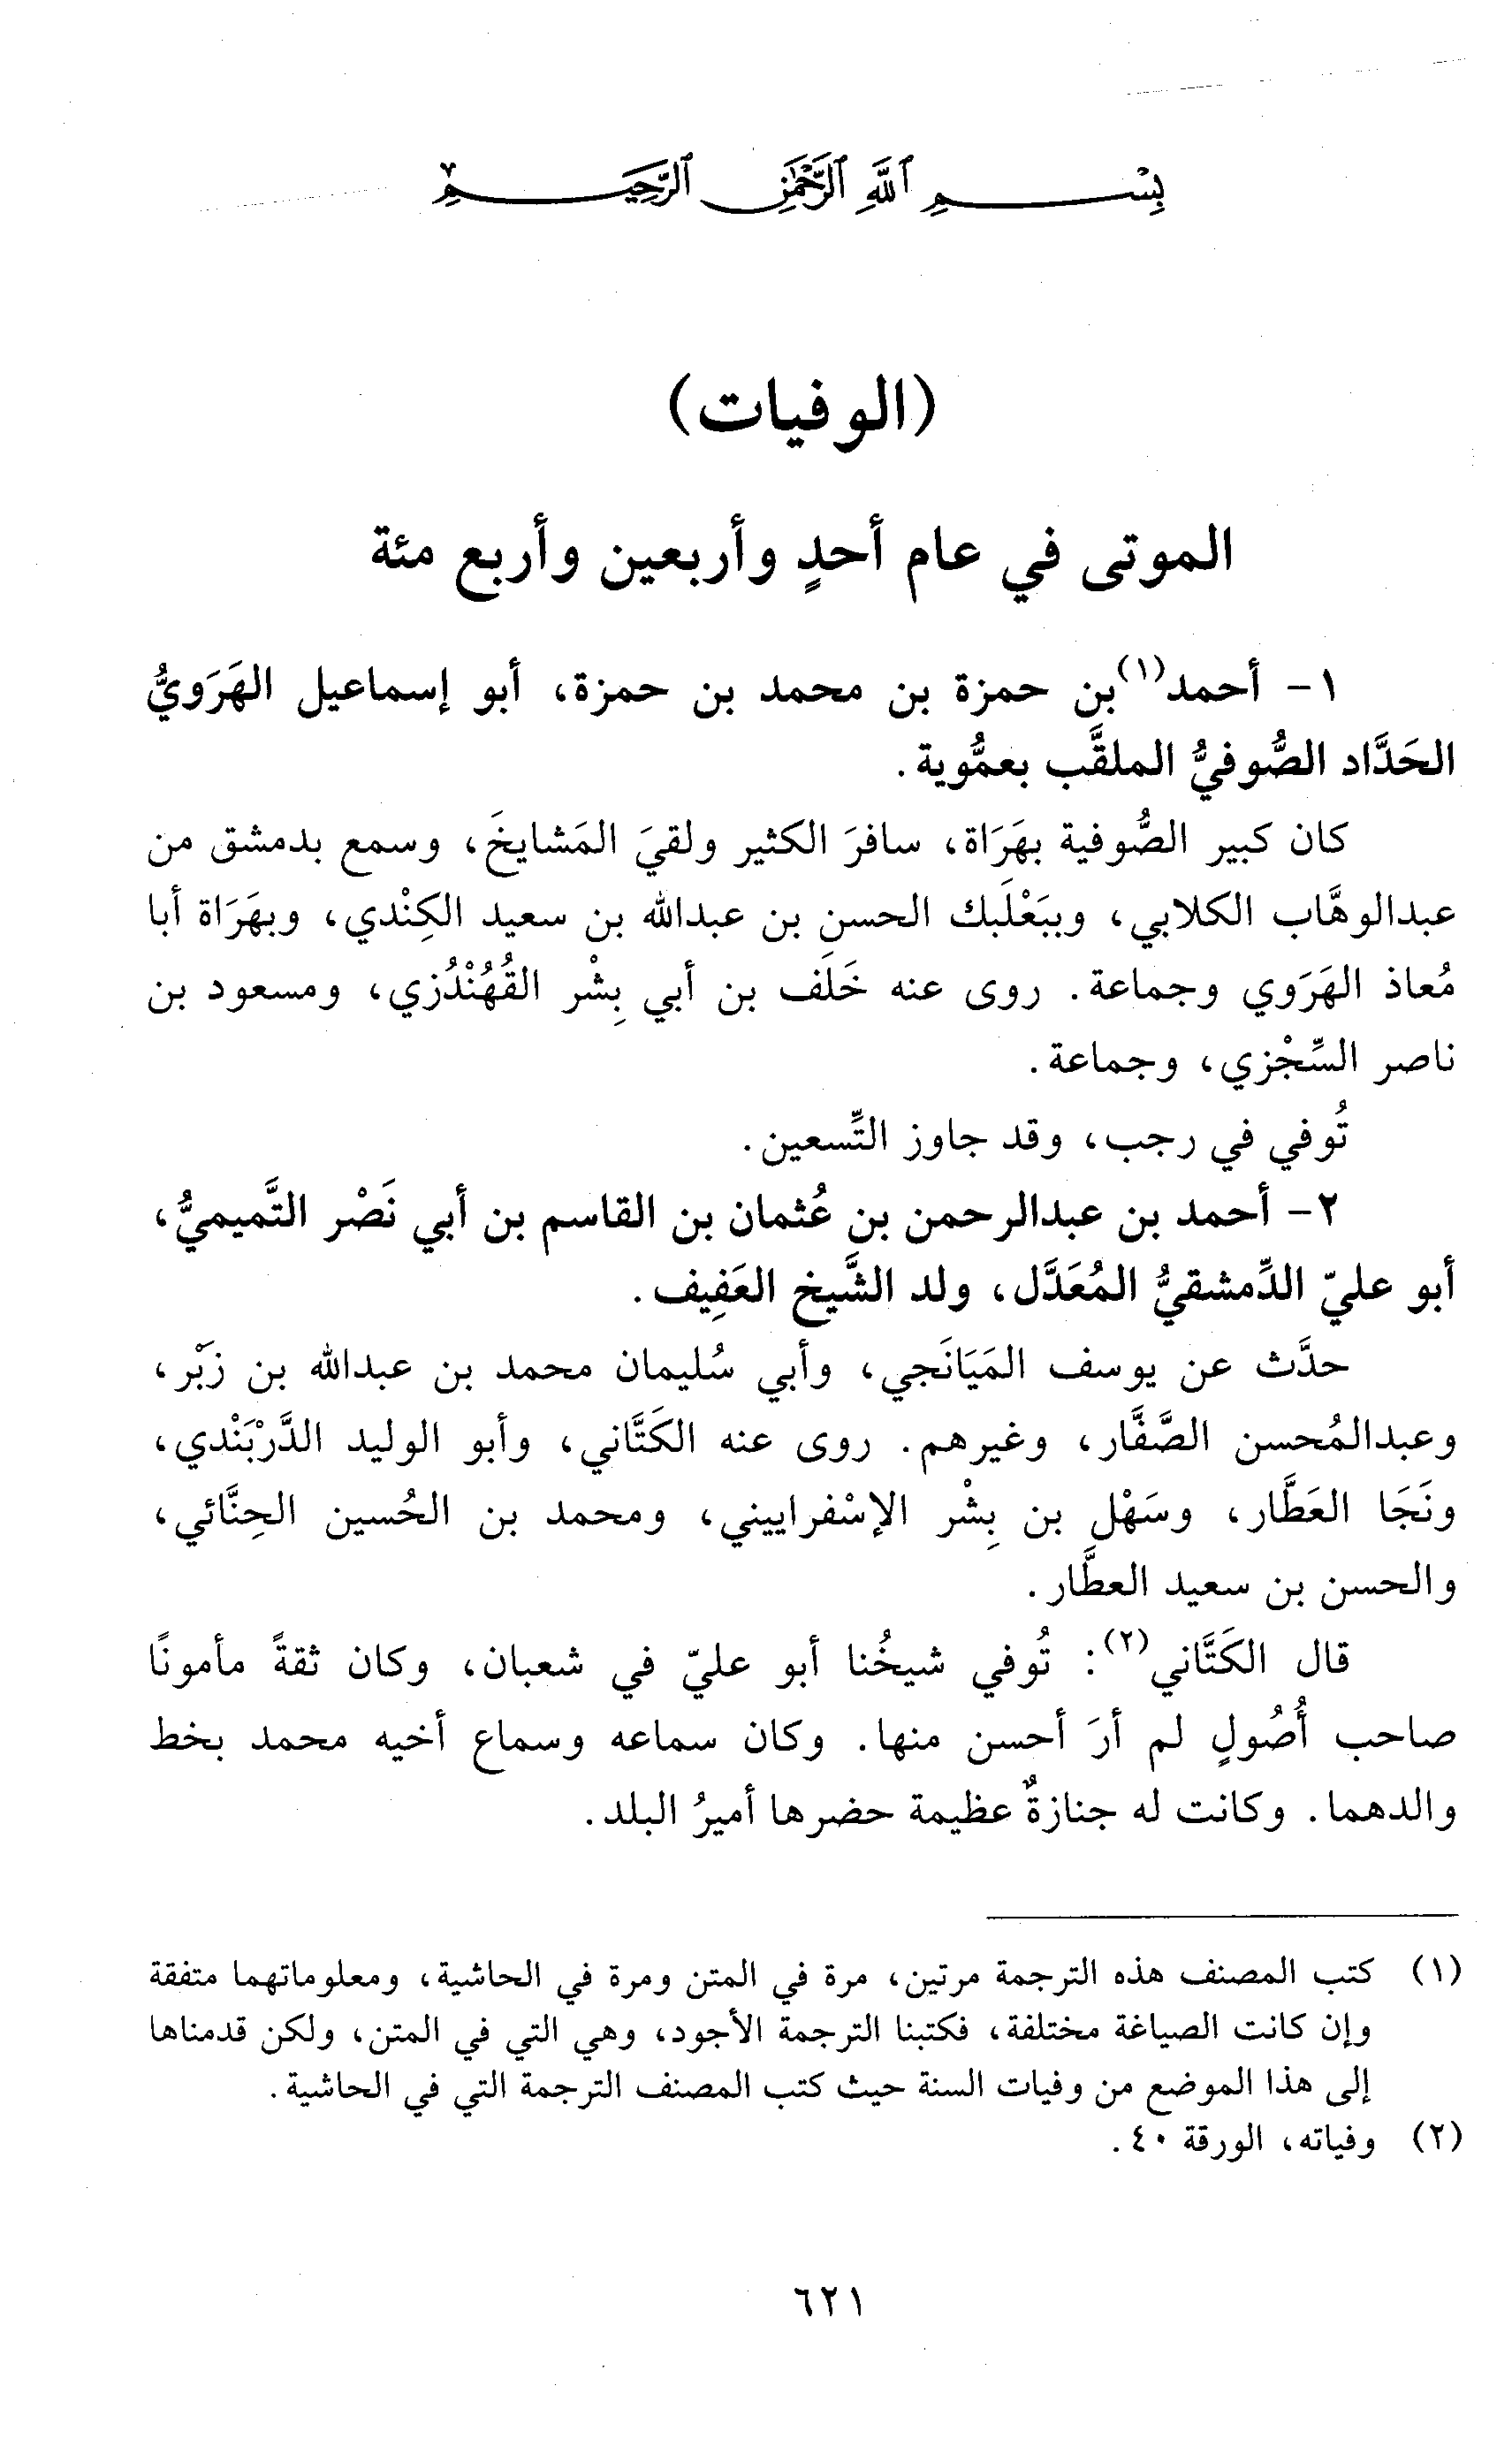 بِسْمِ اللَّهِ الرَّحْمَٰنِ الرَّحِيمِ
(الوفيات)
الموتى في عام أحدٍ وأربعين وأربع مئة
١- أحمد(١) بن حمزة بن محمد بن حمزة، أبو إسماعيل الهَرَويُّ
الحَدَّاد الصُّوفيُّ الملقَّب بعمُّوية.
كان كبير الصُّوفية بهَرَاة، سافرَ الكثير ولقيَ المَشايخَ، وسمع بدمشق من
عبدالوهَّاب الكلابي، وببَعْلَبك الحسن بن عبدالله بن سعيد الكِنْدي، وبهَرَاة أبا
مُعاذ الهَرَوي وجماعة. روى عنه خَلَف بن أبي بِشْر القُهُنْدُزي، ومسعود بن
ناصر السِّجْزي، وجماعة.
تُوفي في رجب، وقد جاوز التِّسعين.
٢- أحمد بن عبدالرحمن بن عُثمان بن القاسم بن أبي نَصْر التَّميميُّ،
أبو عليّ الدِّمشقيُّ المُعَدَّل، ولد الشَّيخ العَفِيف.
حدَّث عن يوسف المَيَانَجي، وأبي سُليمان محمد بن عبدالله بن زَبْر،
وعبدالمُحسن الصَّفَّار، وغيرهم. روى عنه الكَتَّاني، وأبو الوليد الدَّرْبَنْدي،
ونَجَا العَطَّار، وسَهْل بن بِشْر الإسْفراييني، ومحمد بن الحُسين الحِنَّائي،
والحسن بن سعيد العطَّار.
قال الكَتَّاني(٢): تُوفي شيخُنا أبو عليّ في شعبان، وكان ثقةً مأمونًا
صاحب أُصُولٍ لم أرَ أحسن منها. وكان سماعه وسماع أخيه محمد بخط
والدهما. وكانت له جنازةٌ عظيمة حضرها أميرُ البلد.
(١) كتب المصنف هذه الترجمة مرتين، مرة في المتن ومرة في الحاشية، ومعلوماتهما متفقة
وإن كانت الصياغة مختلفة، فكتبنا الترجمة الأجود، وهي التي في المتن، ولكن قدمناها
إلى هذا الموضع من وفيات السنة حيث كتب المصنف الترجمة التي في الحاشية.
(٢) وفياته، الورقة ٤٠.
٦٢١